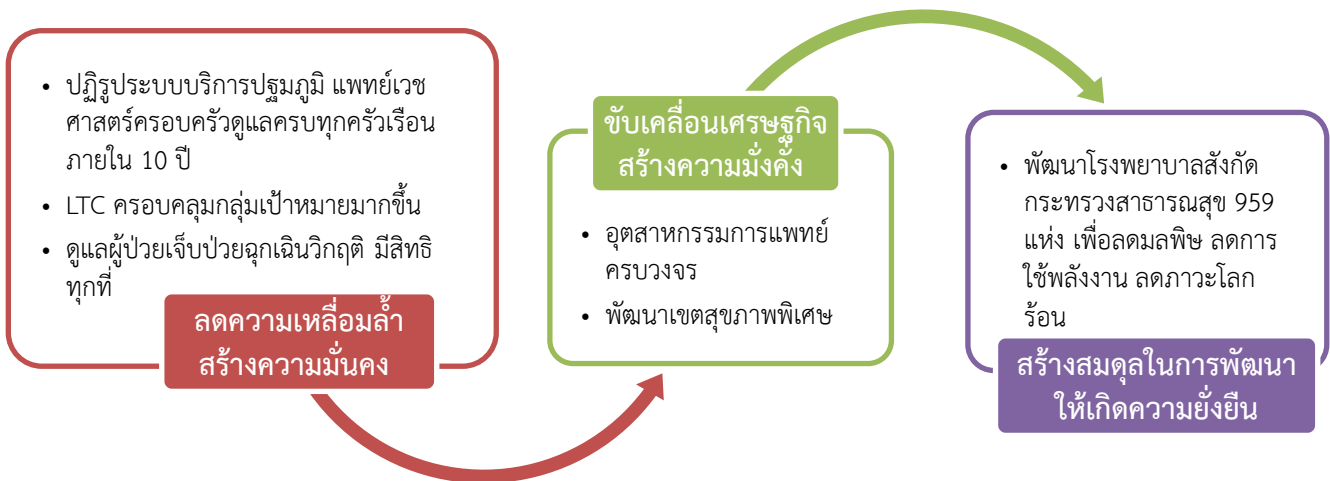 • ปฏิรูประบบบริการปฐมภูมิ แพทย์เวช
ศาสตร์ครอบครัวดูแลครบทุกครัวเรือน
ภายใน 10 ปี
• LTC ครอบคลุมกลุ่มเป้าหมายมากขึ้น
• ดูแลผู้ป่วยเจ็บป่วยฉุกเฉินวิกฤติ มีสิทธิ
ทุกที่
ลดความเหลื่อมล้ำ
สร้างความมั่นคง
ขับเคลื่อนเศรษฐกิจ
สร้างความมั่งคั่ง
• อุตสาหกรรมการแพทย์
ครบวงจร
• พัฒนาเขตสุขภาพพิเศษ
• พัฒนาโรงพยาบาลสังกัด
กระทรวงสาธารณสุข 959
แห่ง เพื่อลดมลพิษ ลดการ
ใช้พลังงาน ลดภาวะโลก
ร้อน
สร้างสมดุลในการพัฒนา
ให้เกิดความยั่งยืน